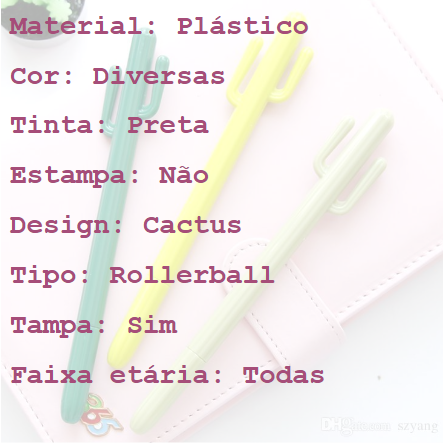 Material: Plástico
Cor: Diversas
Tinta: Preta
Estampa: Não
Design: Cactus
Tipo: Rollerball
Tampa: Sim
Faixa etária: Todas
szyang